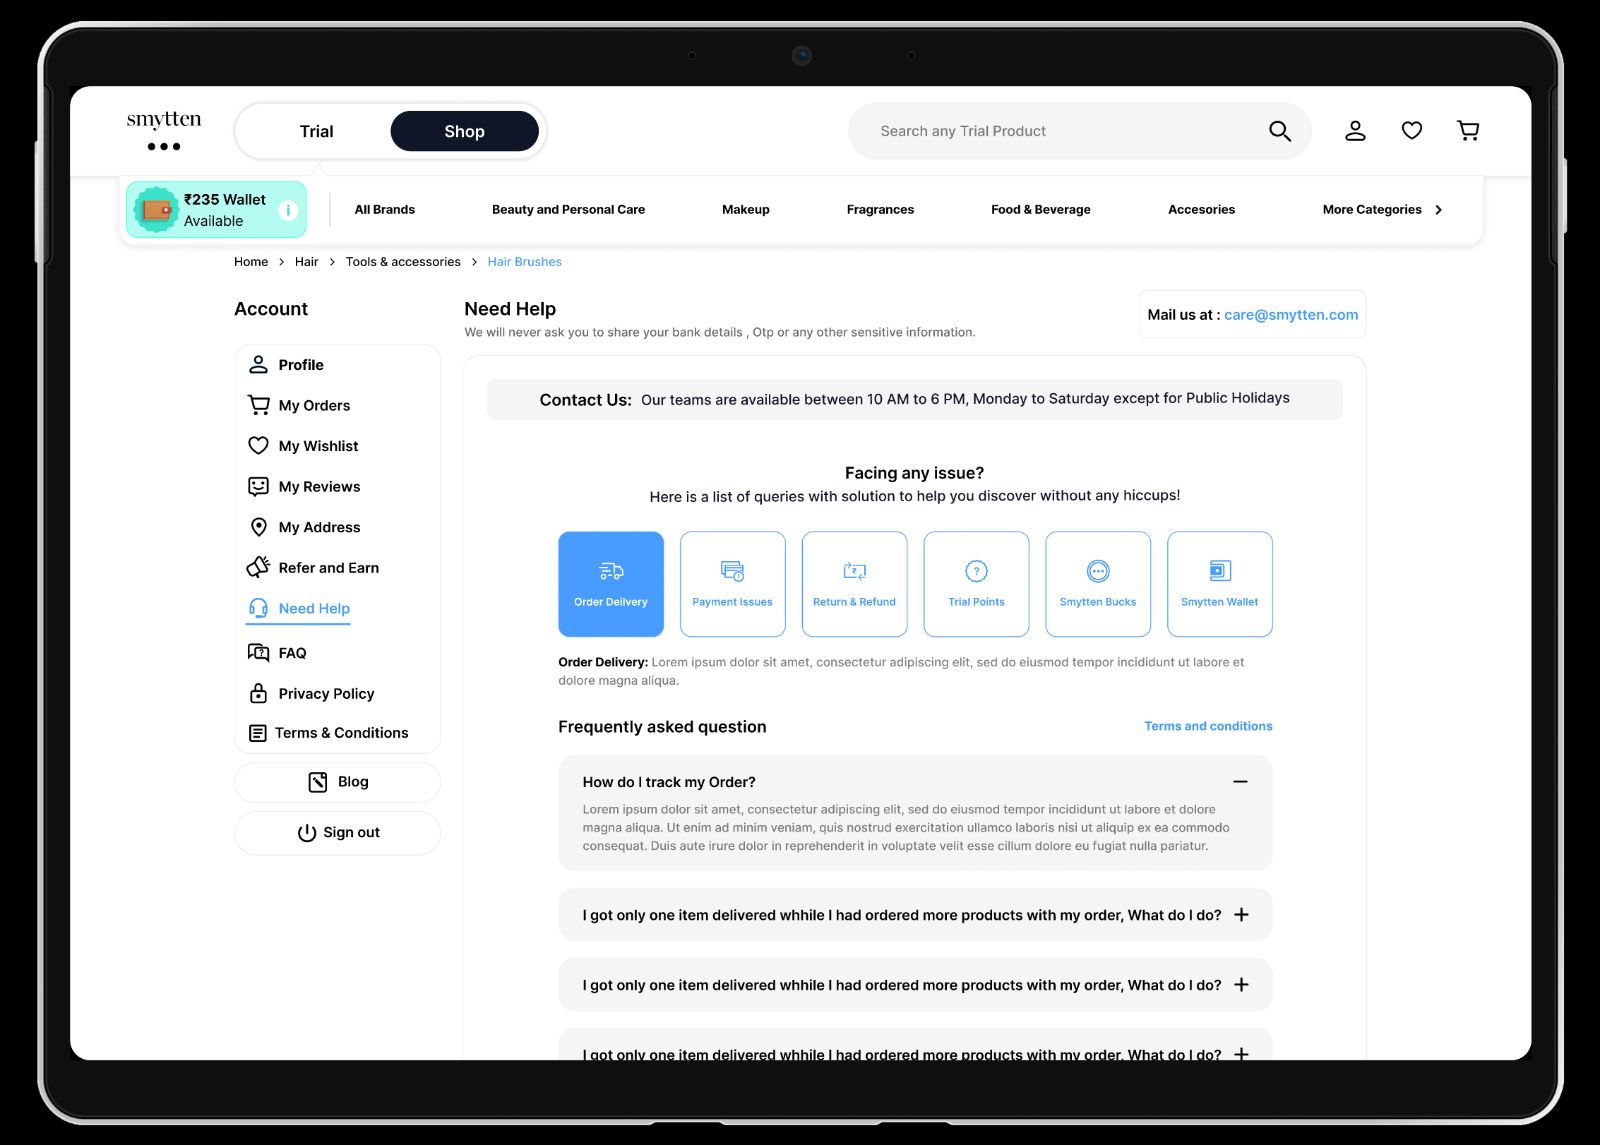 smytten
Trial
Shop
Search any Trial Product
₹235 Wallet
Available
All Brands
Beauty and Personal Care
Makeup
Fragrances
Food & Beverage
Accesories
More Categories
Home > Hair > Tools & accessories > Hair Brushes
Account
Profile
My Orders
My Wishlist
My Reviews
My Address
Refer and Earn
Need Help
FAQ
Privacy Policy
Terms & Conditions
Blog
Sign out
Need Help
We will never ask you to share your bank details , Otp or any other sensitive information.
Mail us at : care@smytten.com
Contact Us: Our teams are available between 10 AM to 6 PM, Monday to Saturday except for Public Holidays
Facing any issue?
Here is a list of queries with solution to help you discover without any hiccups!
Order Delivery
Payment Issues
Return & Refund
Trial Points
Smytten Bucks
Smytten Wallet
Order Delivery: Lorem ipsum dolor sit amet, consectetur adipiscing elit, sed do eiusmod tempor incididunt ut labore et
dolore magna aliqua.
Frequently asked question
Terms and conditions
How do I track my Order?
Lorem ipsum dolor sit amet, consectetur adipiscing elit, sed do eiusmod tempor incididunt ut labore et dolore
magna aliqua. Ut enim ad minim veniam, quis nostrud exercitation ullamco laboris nisi ut aliquip ex ea commodo
consequat. Duis aute irure dolor in reprehenderit in voluptate velit esse cillum dolore eu fugiat nulla pariatur.
I got only one item delivered whhile I had ordered more products with my order, What do I do?
I got only one item delivered whhile I had ordered more products with my order, What do I do?
I got only one item delivered whhile I had ordered more products with my order, What do I do?